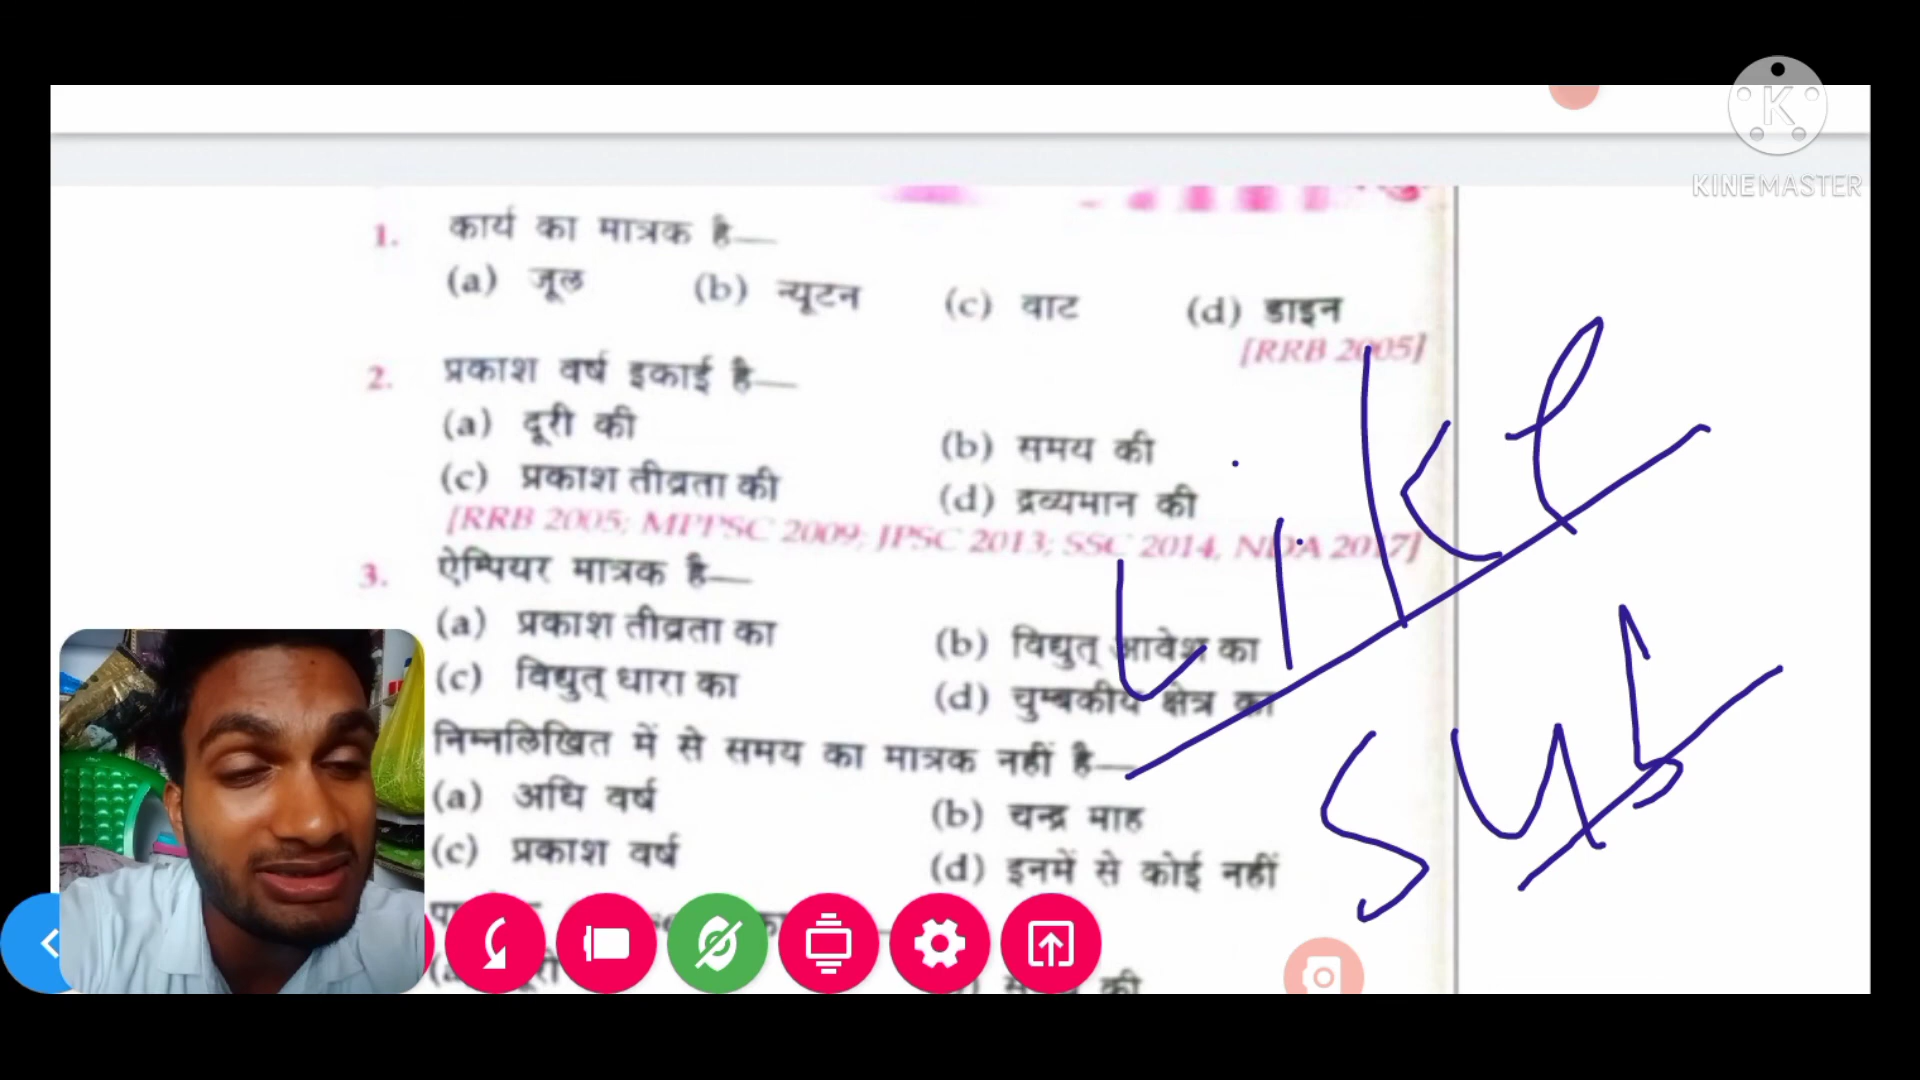 KINEMASTER
1. कार्य का मात्रक है—
(a) जूल (b) न्यूटन (c) वाट (d) डाइन
[RRB 2005]
2. प्रकाश वर्ष इकाई है—
(a) दूरी की (b) समय की
(c) प्रकाश तीव्रता की (d) द्रव्यमान की
[RRB 2005; MPPSC 2009; JPSC 2013; SSC 2014, NDA 2017]
3. ऐम्पियर मात्रक है—
(a) प्रकाश तीव्रता का (b) विद्युत् आवेश का
(c) विद्युत् धारा का (d) चुम्बकीय क्षेत्र का
निम्नलिखित में से समय का मात्रक नहीं है—
(a) अधि वर्ष (b) चन्द्र माह
(c) प्रकाश वर्ष (d) इनमें से कोई नहीं
की
Like
Sub